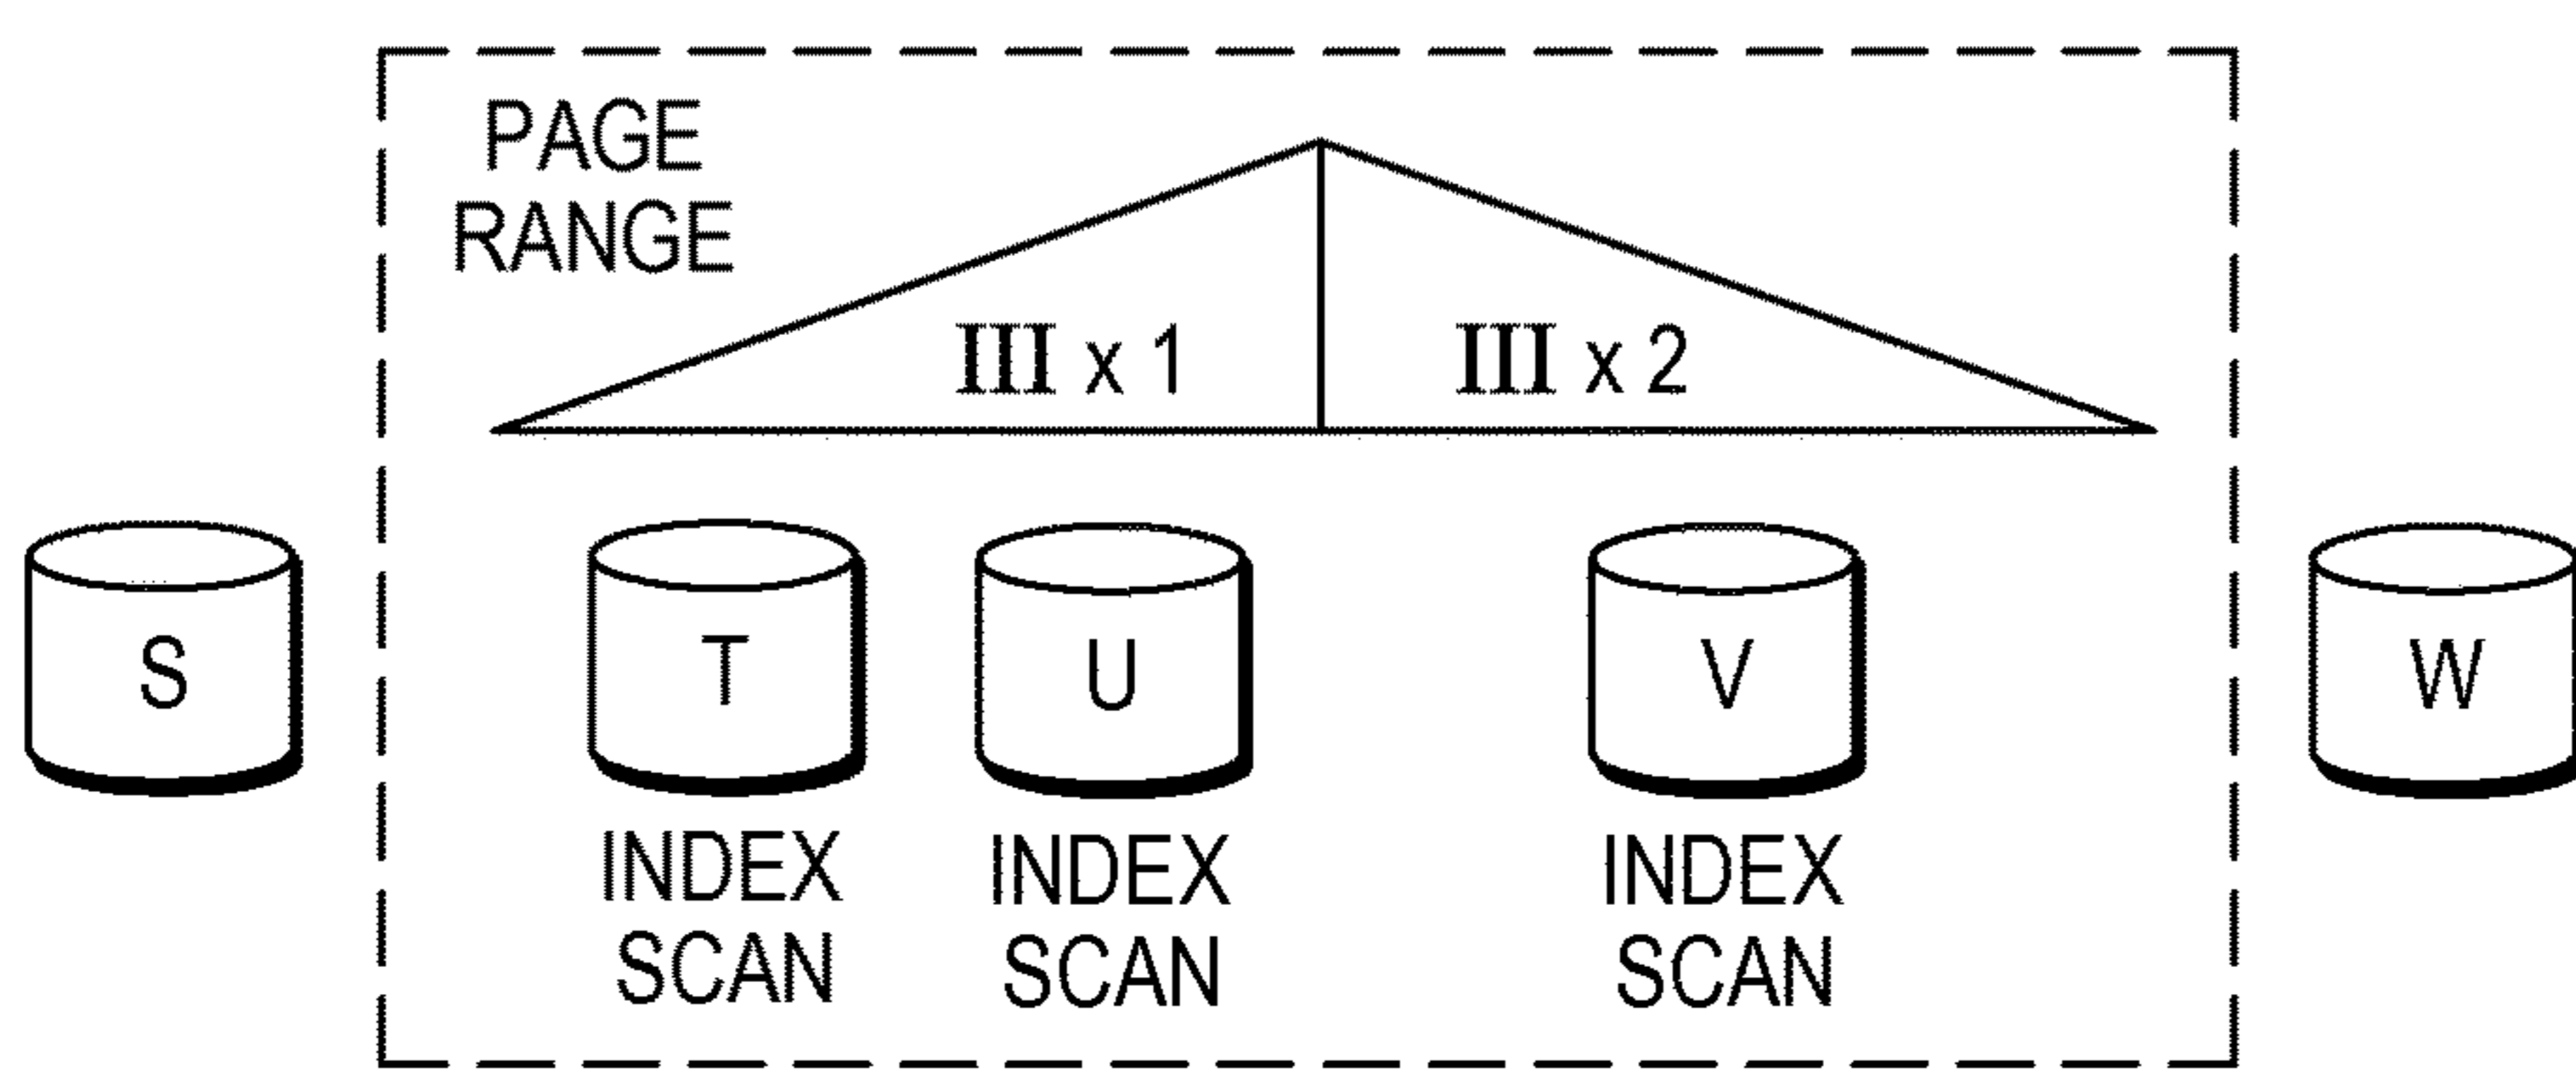 PAGE
RANGE
III x 1
III x 2
S
T
U
V
W
INDEX
SCAN
INDEX
SCAN
INDEX
SCAN